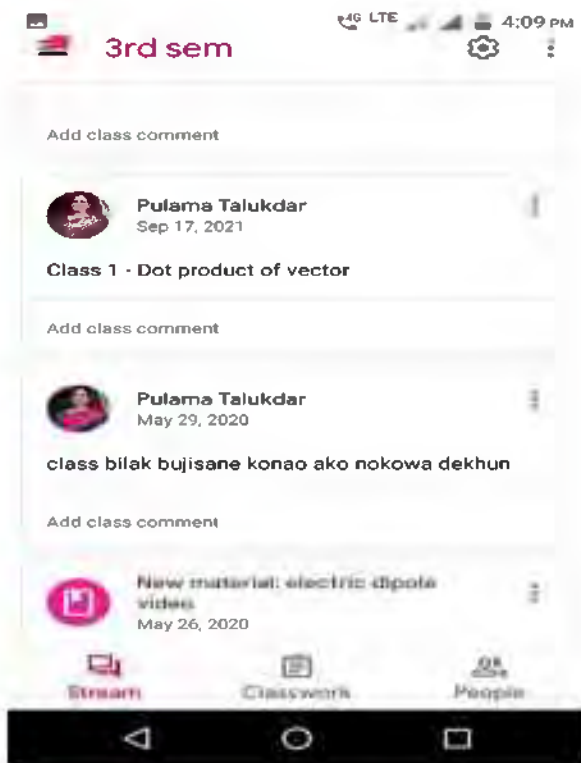 4G LTE 4:09 PM
3rd sem
Add class comment
Pulama Talukdar
Sep 17, 2021
Class 1 - Dot product of vector
Add class comment
Pulama Talukdar
May 29, 2020
class bilak bujisane konao ako nokowa dekhun
Add class comment
New material: electric dipole
video
May 26, 2020
Stream Classwork People